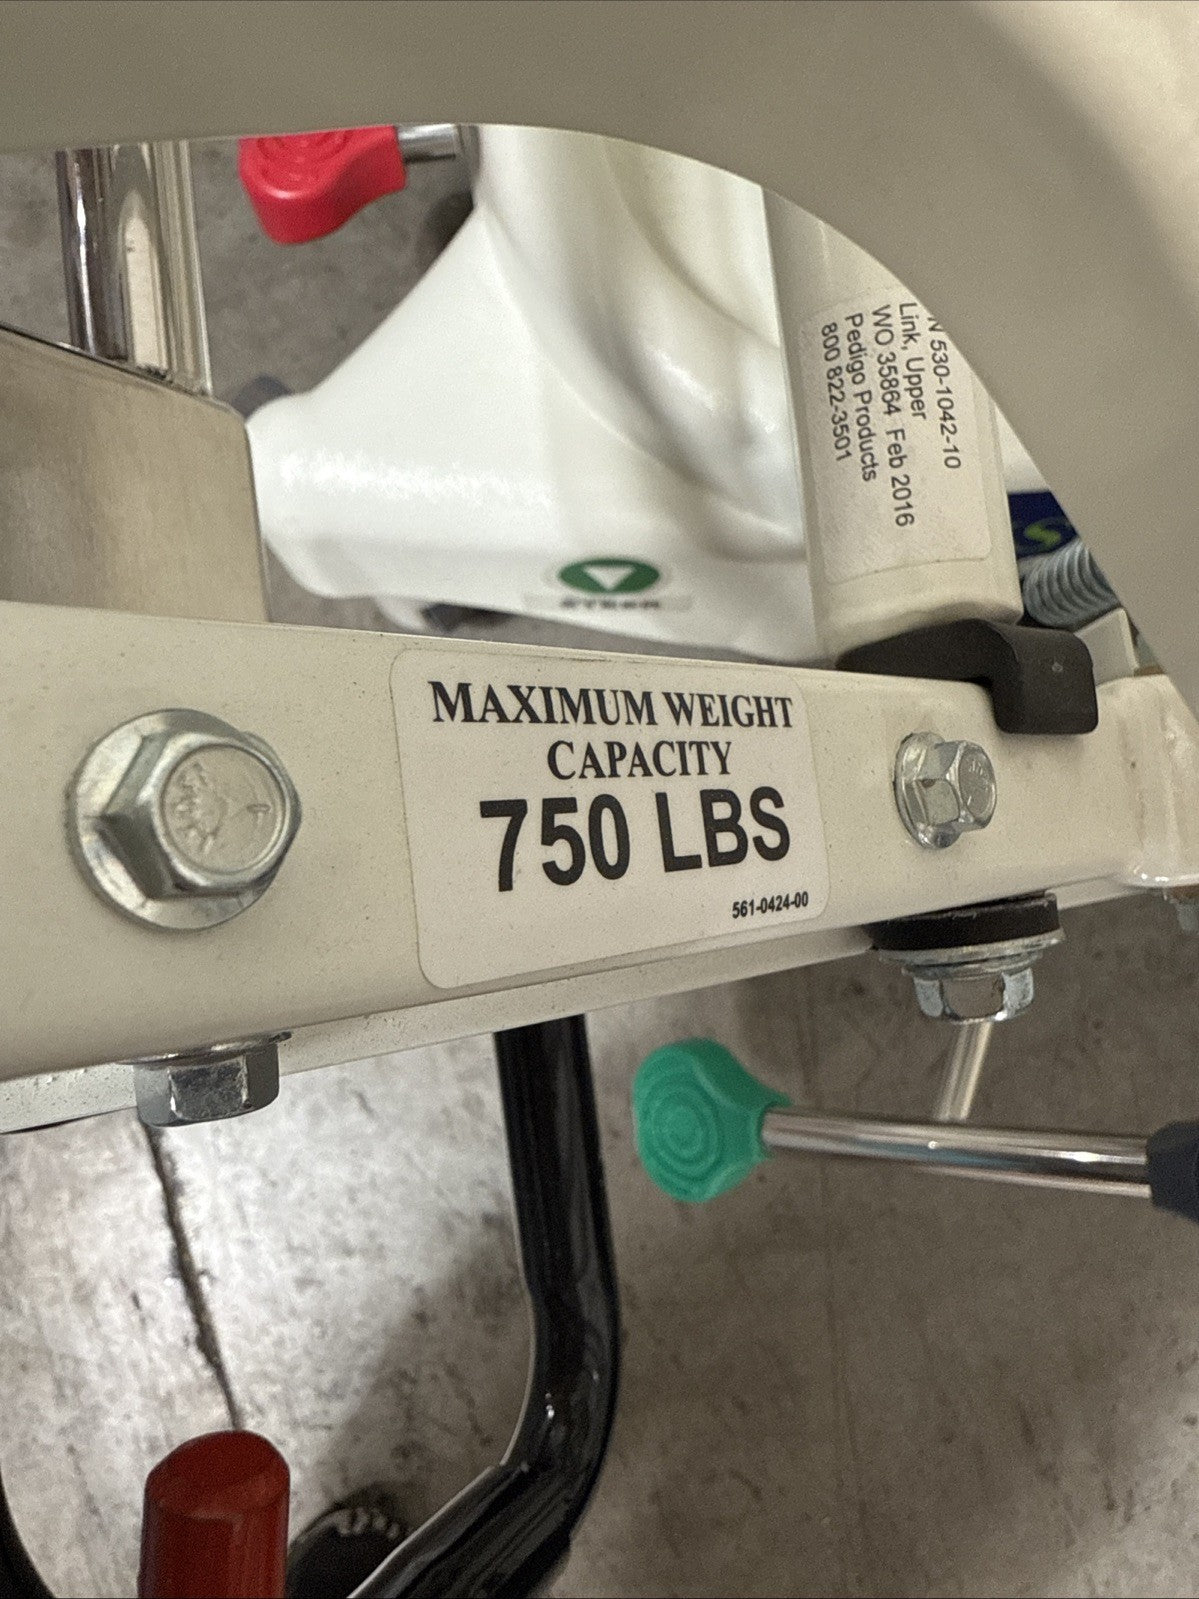 N 530-1042-10
Link, Upper
WO 35864 Feb 2016
Pedigo Products
800 822-3501
STEER
MAXIMUM WEIGHT
CAPACITY
750 LBS
561-0424-00